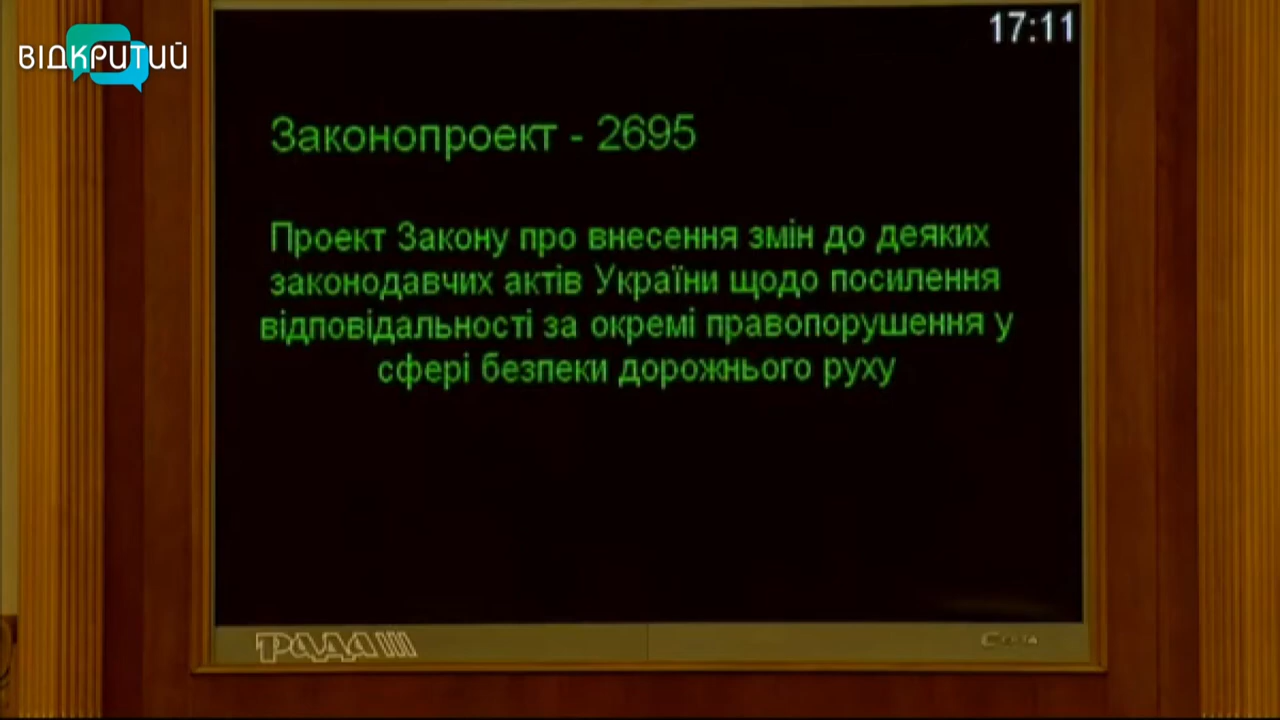 ВІДКРИТИЙ
17:11
Законопроект - 2695
Проект Закону про внесення змін до деяких
законодавчих актів України щодо посилення
відповідальності за окремі правопорушення у
сфері безпеки дорожнього руху
РАДА III